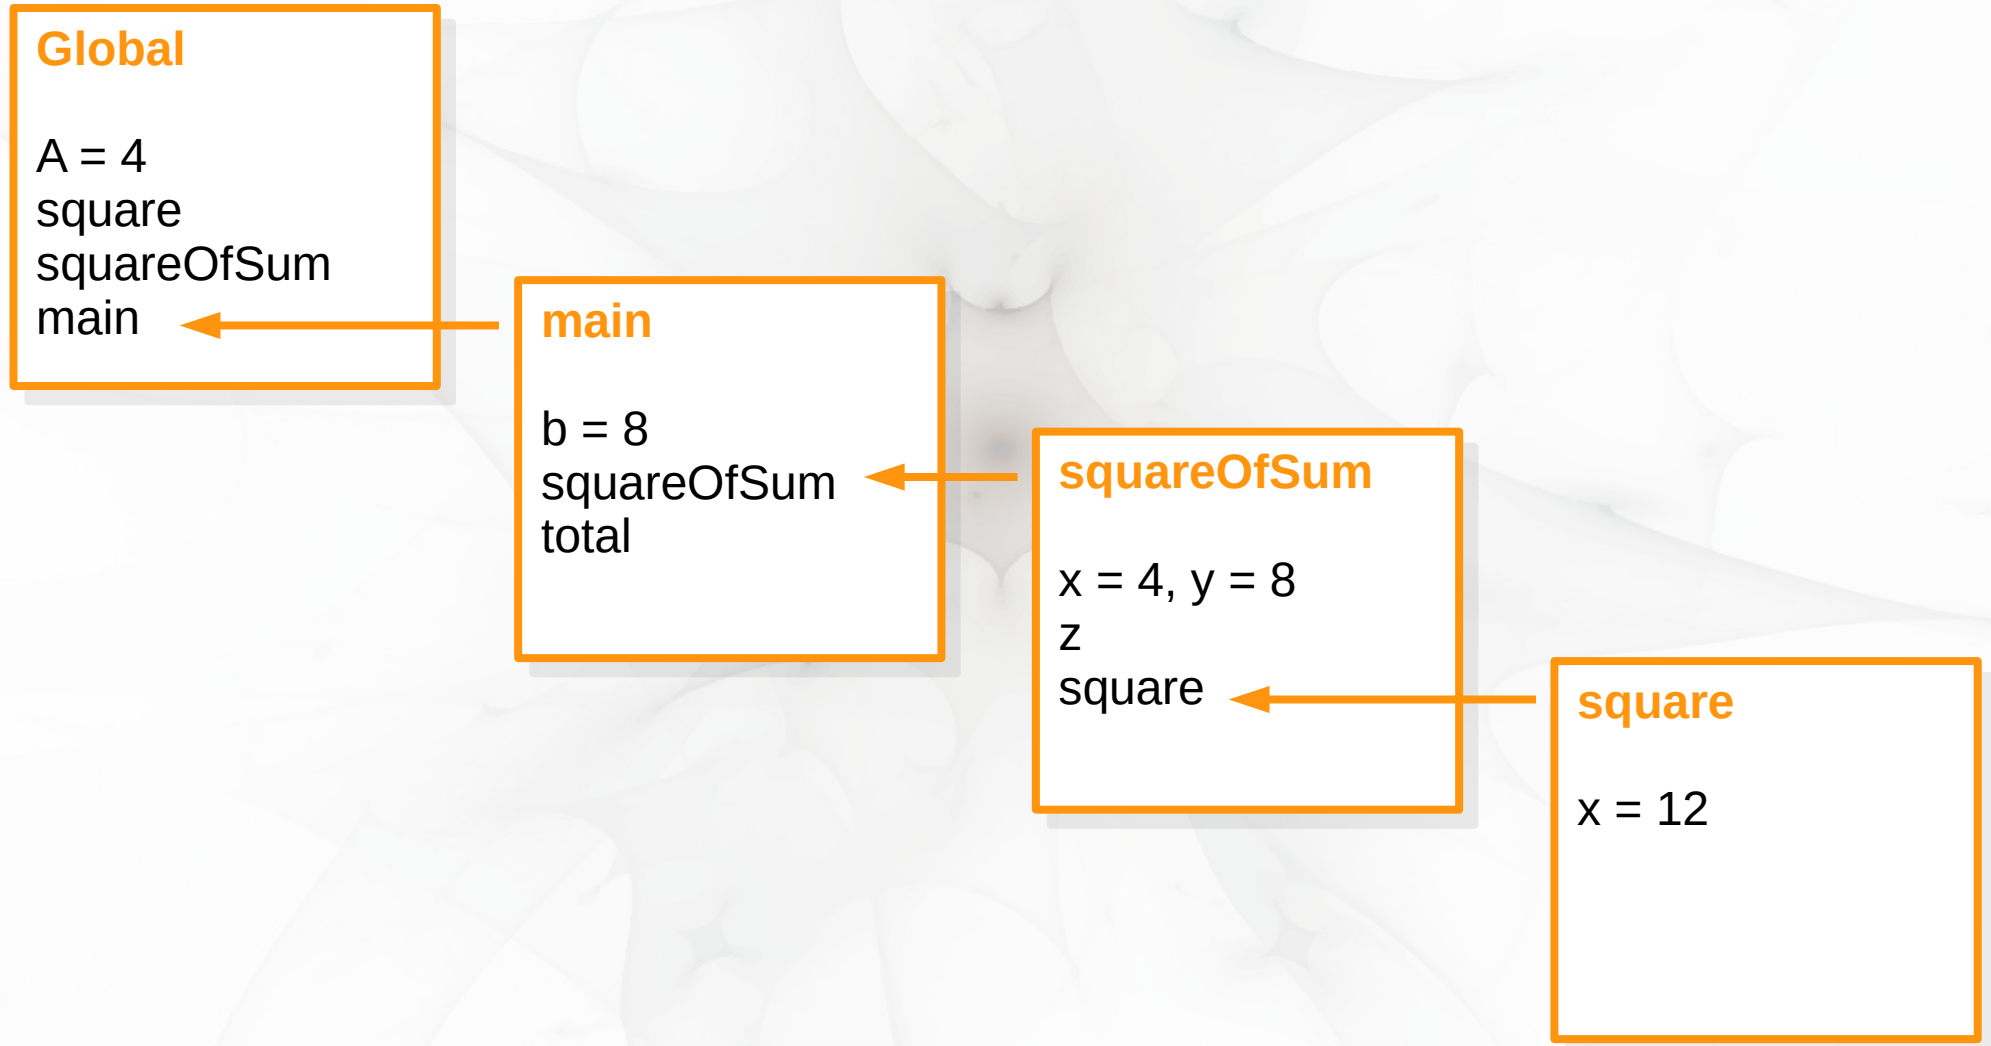 Global
A = 4
square
squareOfSum
main
main
b = 8
squareOfSum
total
squareOfSum
x = 4, y = 8
z
square
square
x = 12